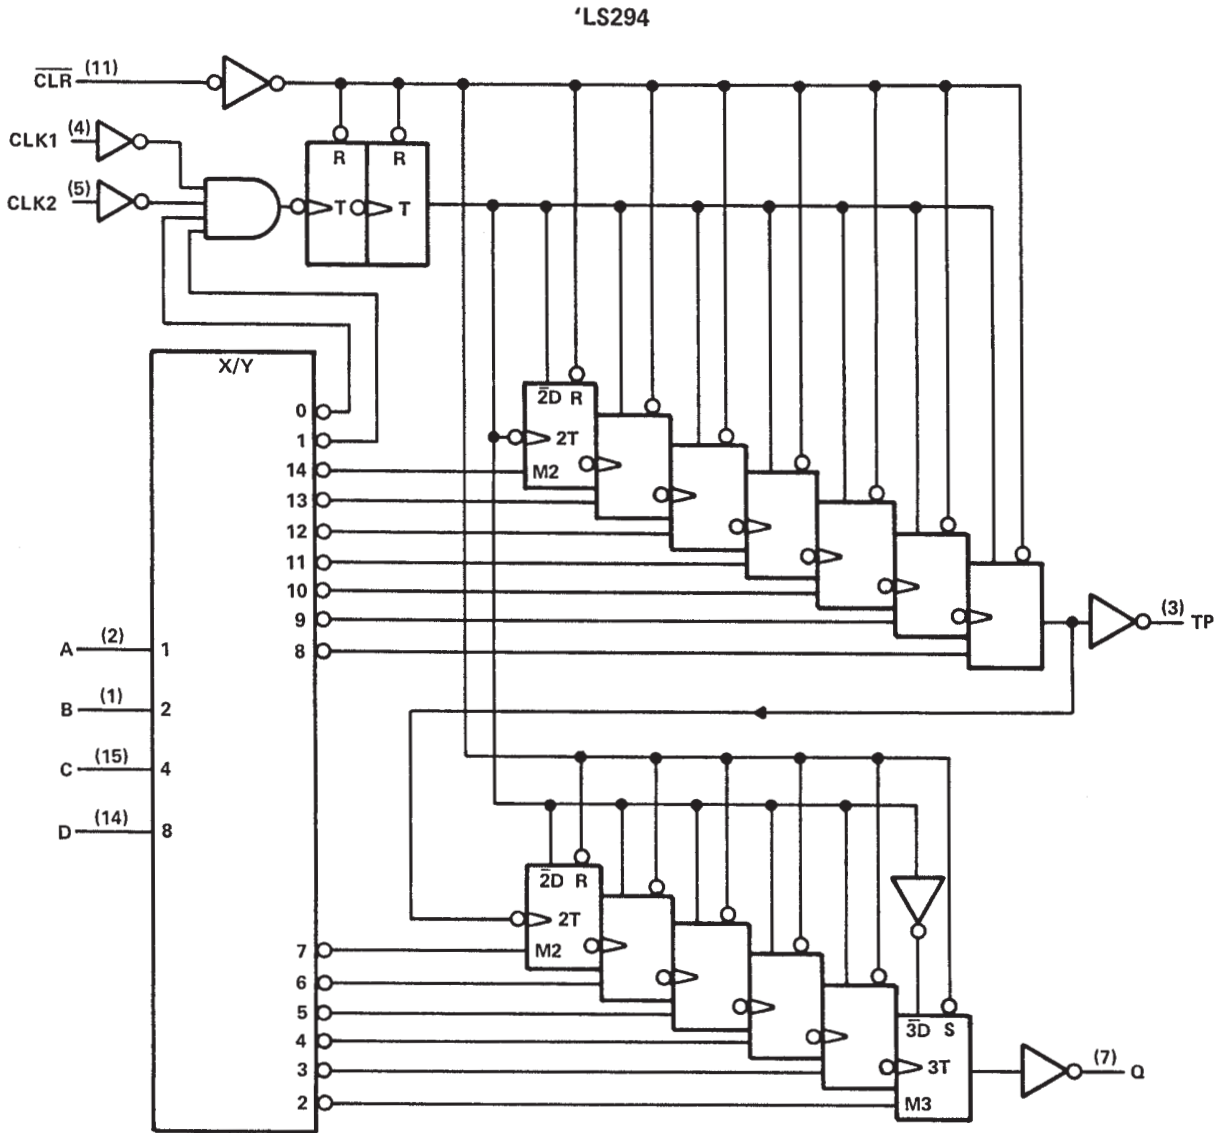 'LS294
CLR (11)
CLK1 (4)
CLK2 (5)
R R
T T
X/Y
0
1
14
13
12
11
10
9
8
2D R
2T
M2
(3) TP
A (2) 1
B (1) 2
C (15) 4
D (14) 8
7
6
5
4
3
2
2D R
2T
M2
3D S
3T
M3
(7) Q